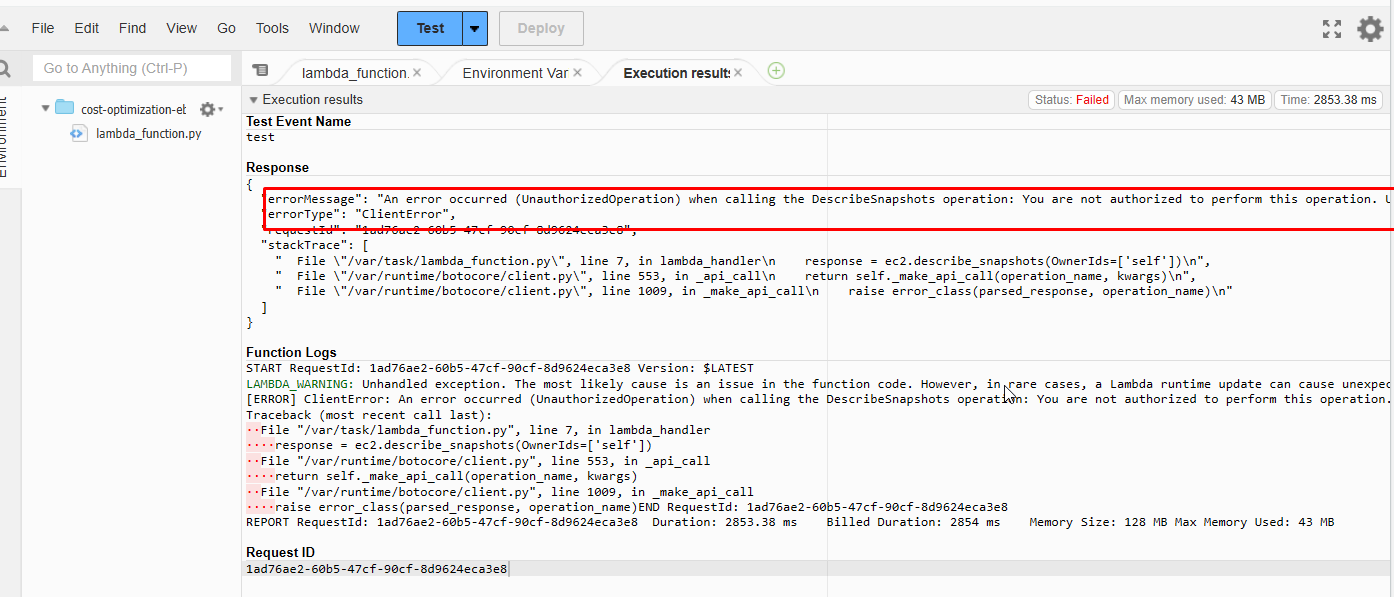 File Edit Find View Go Tools Window Test Deploy
Go to Anything (Ctrl-P)
lambda_function. Environment Var Execution results
Environment
cost-optimization-eb
lambda_function.py
Execution results Status: Failed Max memory used: 43 MB Time: 2853.38 ms
Test Event Name
test
Response
{
"errorMessage": "An error occurred (UnauthorizedOperation) when calling the DescribeSnapshots operation: You are not authorized to perform this operation. U
"errorType": "ClientError",
"requestId": "1ad76ae2-60b5-47cf-90cf-8d9624eca3e8",
"stackTrace": [
" File \"/var/task/lambda_function.py\", line 7, in lambda_handler\n response = ec2.describe_snapshots(OwnerIds=['self'])\n",
" File \"/var/runtime/botocore/client.py\", line 553, in _api_call\n return self._make_api_call(operation_name, kwargs)\n",
" File \"/var/runtime/botocore/client.py\", line 1009, in _make_api_call\n raise error_class(parsed_response, operation_name)\n"
]
}
Function Logs
START RequestId: 1ad76ae2-60b5-47cf-90cf-8d9624eca3e8 Version: $LATEST
LAMBDA_WARNING: Unhandled exception. The most likely cause is an issue in the function code. However, in rare cases, a Lambda runtime update can cause unexpec
[ERROR] ClientError: An error occurred (UnauthorizedOperation) when calling the DescribeSnapshots operation: You are not authorized to perform this operation.
Traceback (most recent call last):
··File "/var/task/lambda_function.py", line 7, in lambda_handler
····response = ec2.describe_snapshots(OwnerIds=['self'])
··File "/var/runtime/botocore/client.py", line 553, in _api_call
····return self._make_api_call(operation_name, kwargs)
··File "/var/runtime/botocore/client.py", line 1009, in _make_api_call
····raise error_class(parsed_response, operation_name)END RequestId: 1ad76ae2-60b5-47cf-90cf-8d9624eca3e8
REPORT RequestId: 1ad76ae2-60b5-47cf-90cf-8d9624eca3e8 Duration: 2853.38 ms Billed Duration: 2854 ms Memory Size: 128 MB Max Memory Used: 43 MB
Request ID
1ad76ae2-60b5-47cf-90cf-8d9624eca3e8